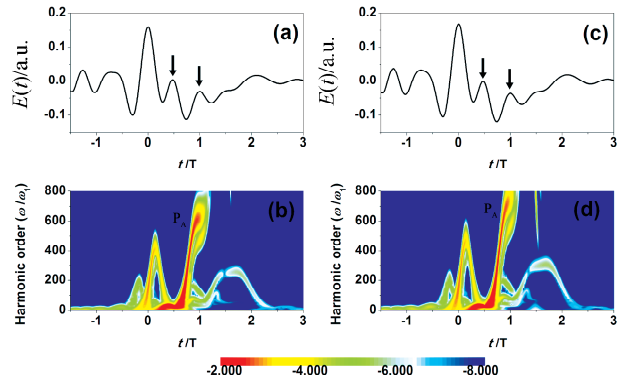 0.2
(a)
0.1
0.0
-0.1
E(t)/a.u.
-1 0 1 2 3
t /T
0.2
(c)
0.1
0.0
-0.1
E(t)/a.u.
-1 0 1 2 3
t /T
800
(b)
600
P_A
400
200
0
Harmonic order (ω/ω₁)
-1 0 1 2 3
t /T
800
(d)
600
P_A
400
200
0
Harmonic order (ω/ω₁)
-1 0 1 2 3
t /T
-2.000 -4.000 -6.000 -8.000